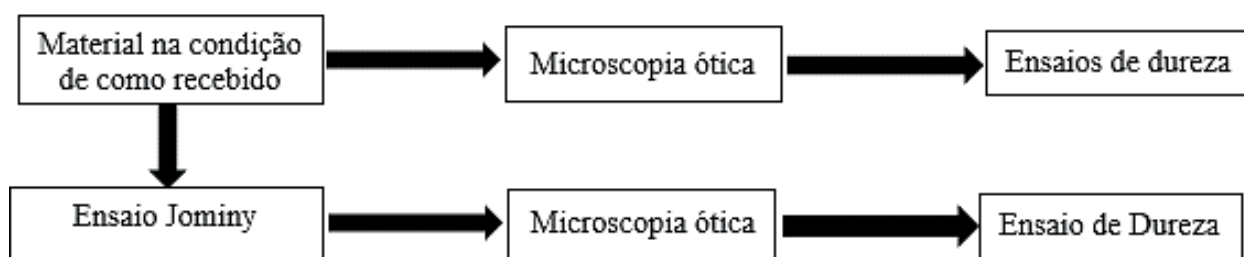 Material na condição
de como recebido
Microscopia ótica
Ensaios de dureza
Ensaio Jominy
Microscopia ótica
Ensaio de Dureza